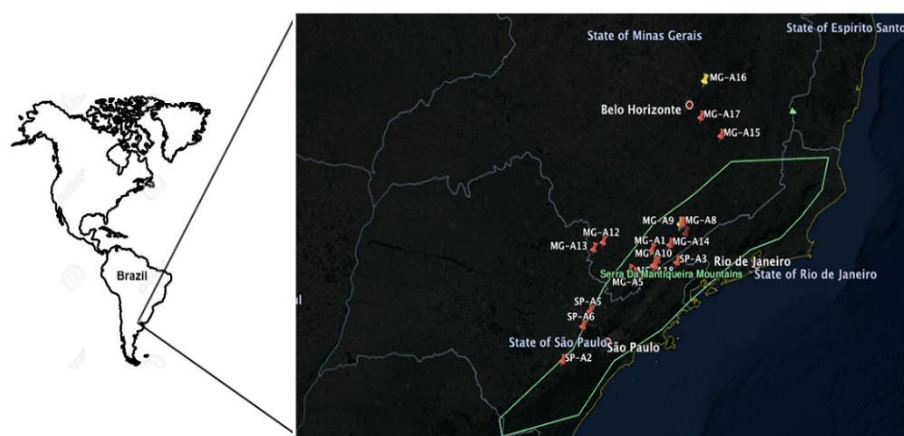 State of Minas Gerais
State of Espírito Santo
MG-A16
Belo Horizonte
MG-A17
MG-A15
MG-A9
MG-A8
MG-A12
MG-A13
MG-A1
MG-A14
Brazil
MG-A10
SP-A3
Rio de Janeiro
MG-A18
Serra Da Mantiqueira Mountains
State of Rio de Janeiro
MG-A5
SP-A5
SP-A6
State of São Paulo
São Paulo
SP-A2